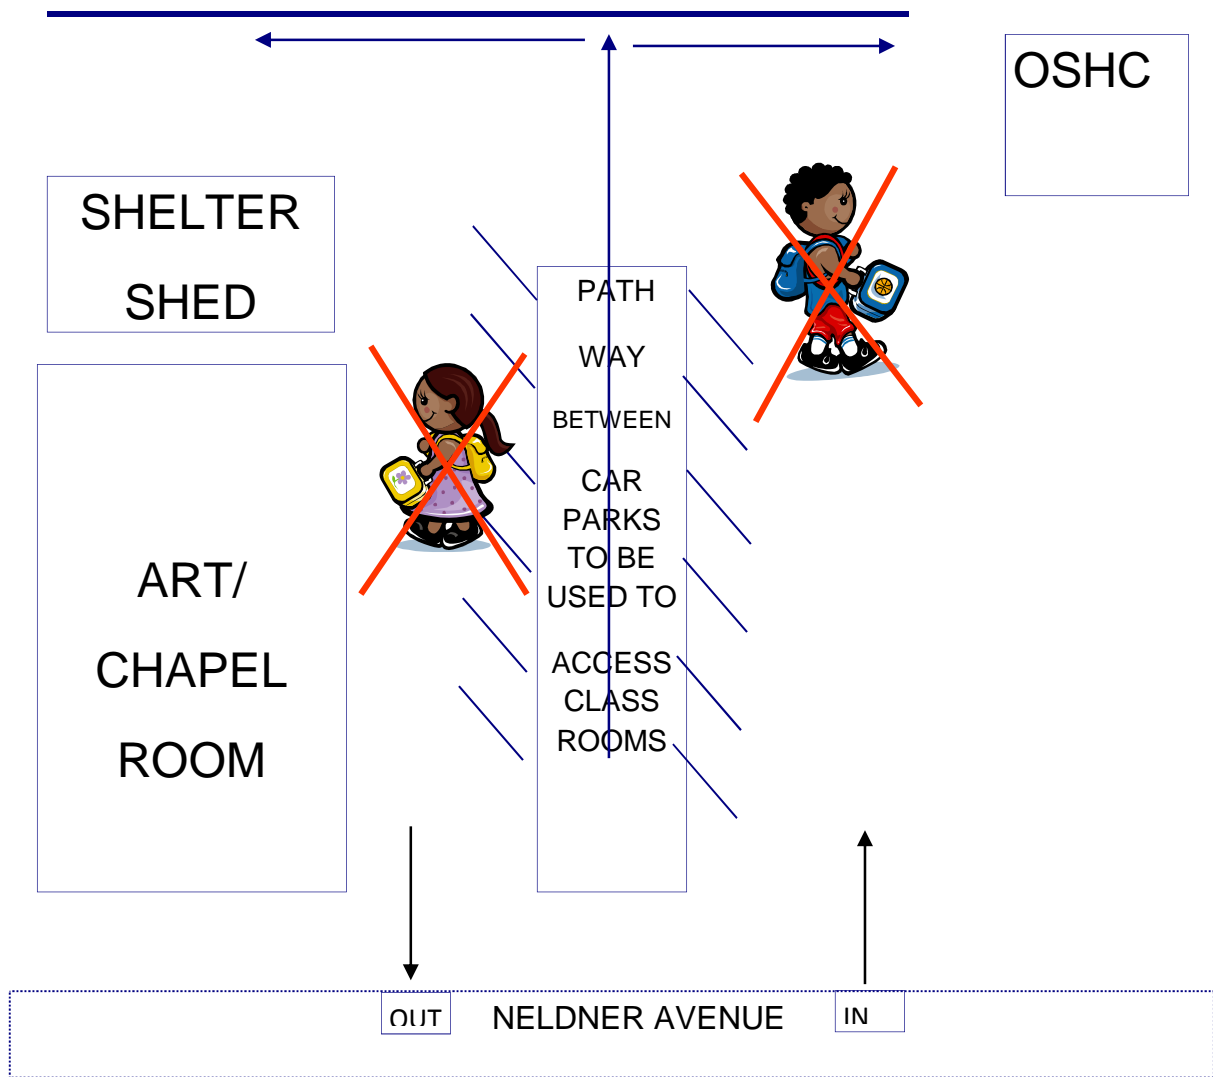 OSHC
SHELTER
SHED
PATH
WAY
BETWEEN
CAR
PARKS
TO BE
USED TO
ACCESS
CLASS
ROOMS
ART/
CHAPEL
ROOM
OUT
NELDNER AVENUE
IN